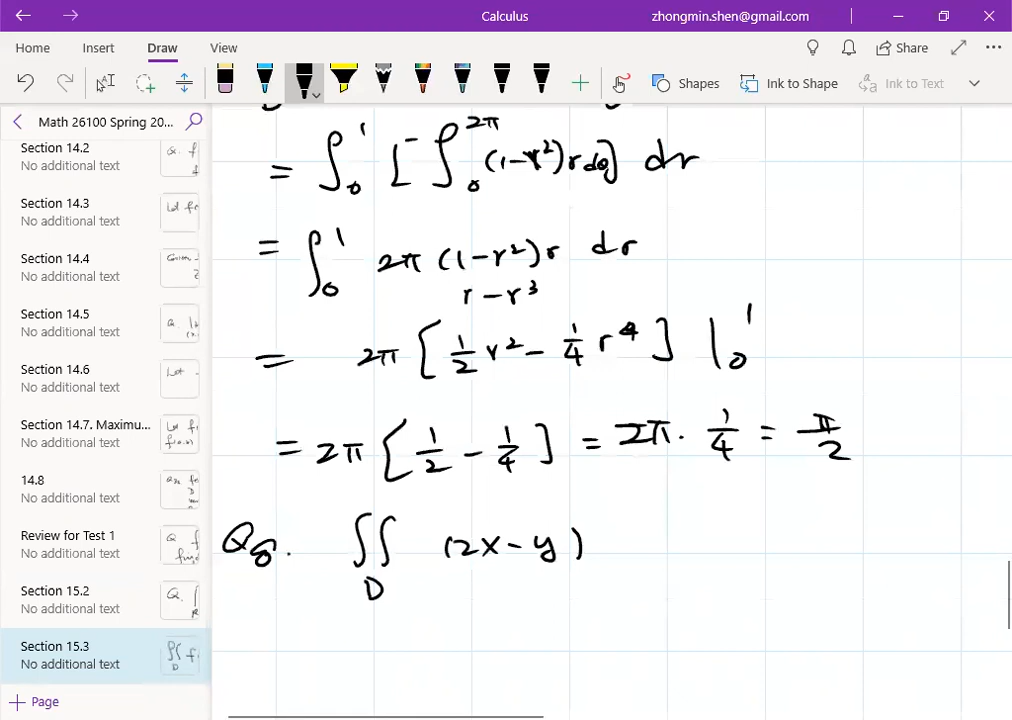 Calculus
zhongmin.shen@gmail.com
Home Insert Draw View
Share
Shapes
Ink to Shape
Ink to Text
Math 26100 Spring 20...
Section 14.2
No additional text
Section 14.3
No additional text
Section 14.4
No additional text
Section 14.5
No additional text
Section 14.6
No additional text
Section 14.7. Maximu...
No additional text
14.8
No additional text
Review for Test 1
No additional text
15.2
No additional text
Section 15.3
No additional text
Page
= ∫₀¹ [ ∫₀^{2π} (1-r²) r dθ ] dr
= ∫₀¹ 2π (1-r²) r dr
r - r³
= 2π [ 1/2 r² - 1/4 r⁴ ] |₀¹
= 2π [ 1/2 - 1/4 ] = 2π · 1/4 = π/2
Q8. ∬_D (2x - y)